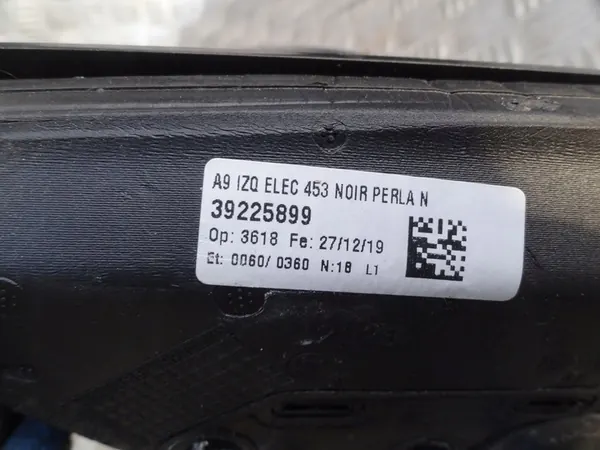 A9 IZQ ELEC 453 NOIR PERLA N
39225899
Op: 3618 Fe: 27/12/19
Et: 0060/ 0360 N:18 L1